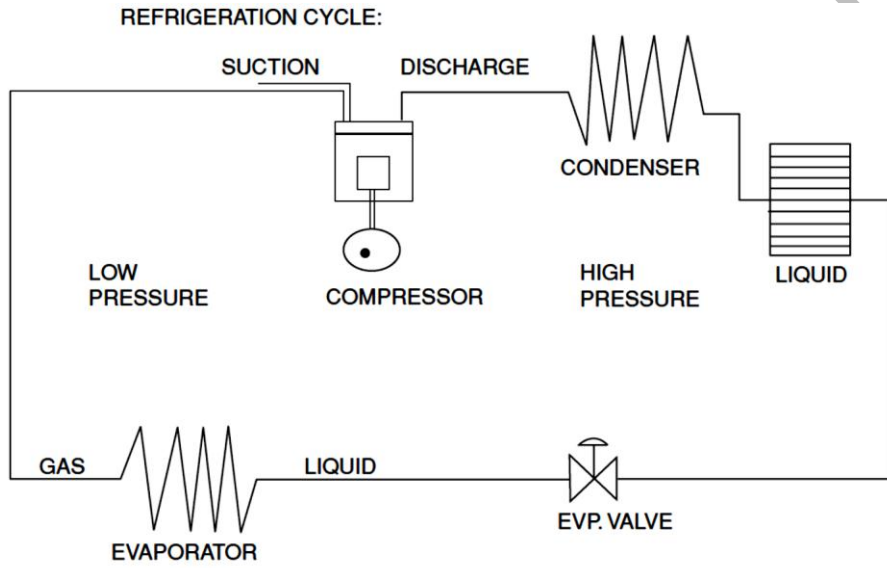 REFRIGERATION CYCLE:
SUCTION
DISCHARGE
CONDENSER
LOW
PRESSURE
COMPRESSOR
HIGH
PRESSURE
LIQUID
GAS
LIQUID
EVP. VALVE
EVAPORATOR